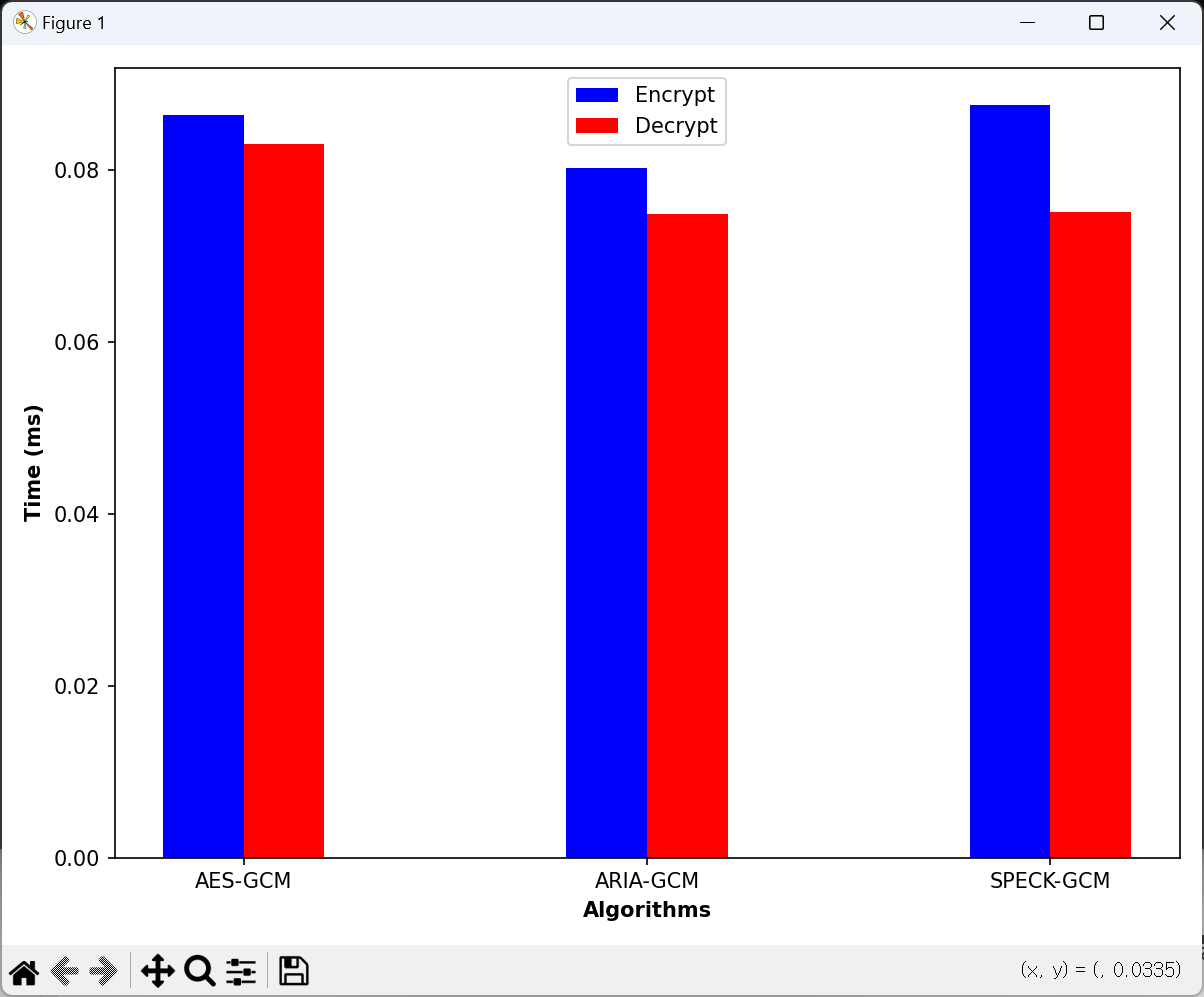 Figure 1
Encrypt
Decrypt
0.08
0.06
0.04
0.02
0.00
Time (ms)
AES-GCM ARIA-GCM SPECK-GCM
Algorithms
(x, y) = (, 0.0335)